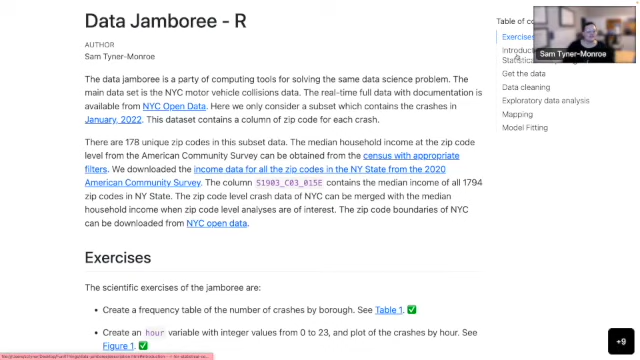 Data Jamboree - R
AUTHOR
Sam Tyner-Monroe
The data jamboree is a party of computing tools for solving the same data science problem. The
main data set is the NYC motor vehicle collisions data. The real-time full data with documentation is
available from NYC Open Data. Here we only consider a subset which contains the crashes in
January, 2022. This dataset contains a column of zip code for each crash.
There are 178 unique zip codes in this subset data. The median household income at the zip code
level from the American Community Survey can be obtained from the census with appropriate
filters. We downloaded the income data for all the zip codes in the NY State from the 2020
American Community Survey. The column S1903_C03_015E contains the median income of all 1794
zip codes in NY State. The zip code level crash data of NYC can be merged with the median
household income when zip code level analyses are of interest. The zip code boundaries of NYC
can be downloaded from NYC open data.
Exercises
The scientific exercises of the jamboree are:
• Create a frequency table of the number of crashes by borough. See Table 1. ✅
• Create an hour variable with integer values from 0 to 23, and plot of the crashes by hour. See
Figure 1. ✅
Table of co
Exercises
Introduc
Statistica
Get the data
Data cleaning
Exploratory data analysis
Mapping
Model Fitting
Sam Tyner-Monroe
+9